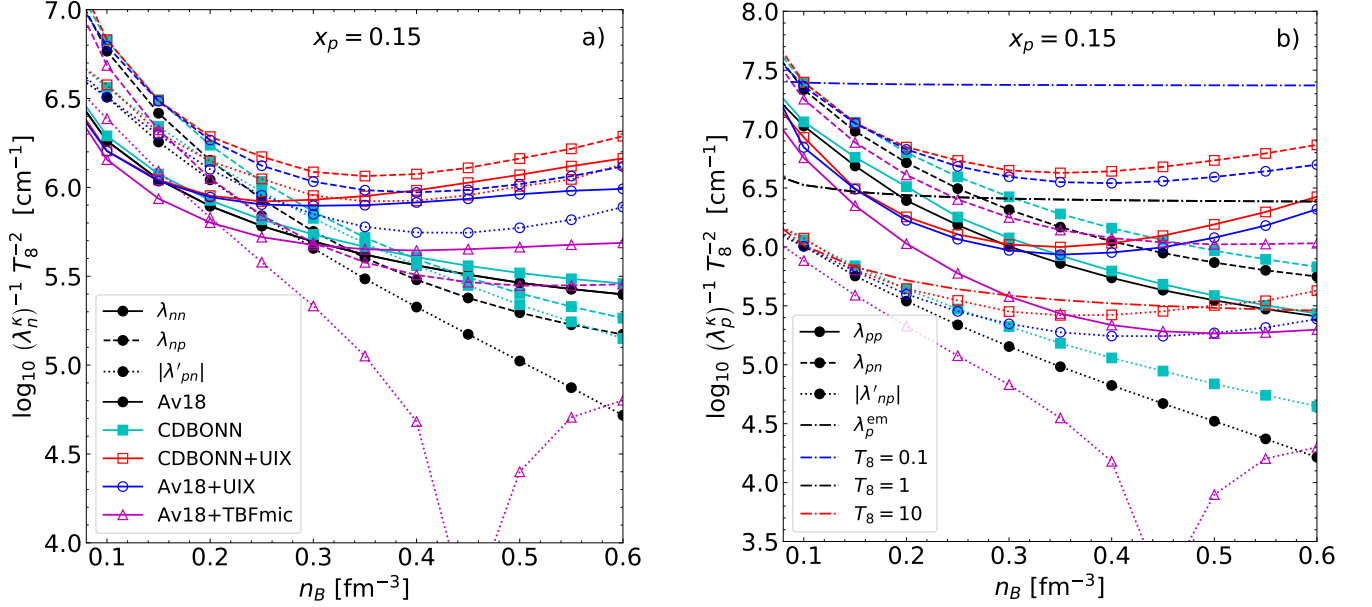 x_p = 0.15
a)
log₁₀ (λ_n^κ)⁻¹ T₈⁻² [cm⁻¹]
7.0
6.5
6.0
5.5
5.0
4.5
4.0
λ_nn
λ_np
|λ'_pn|
Av18
CDBONN
CDBONN+UIX
Av18+UIX
Av18+TBFmic
0.1 0.2 0.3 0.4 0.5 0.6
n_B [fm⁻³]
x_p = 0.15
b)
log₁₀ (λ_p^κ)⁻¹ T₈⁻² [cm⁻¹]
8.0
7.5
7.0
6.5
6.0
5.5
5.0
4.5
4.0
3.5
λ_pp
λ_pn
|λ'_np|
λ_p^em
T₈ = 0.1
T₈ = 1
T₈ = 10
0.1 0.2 0.3 0.4 0.5 0.6
n_B [fm⁻³]